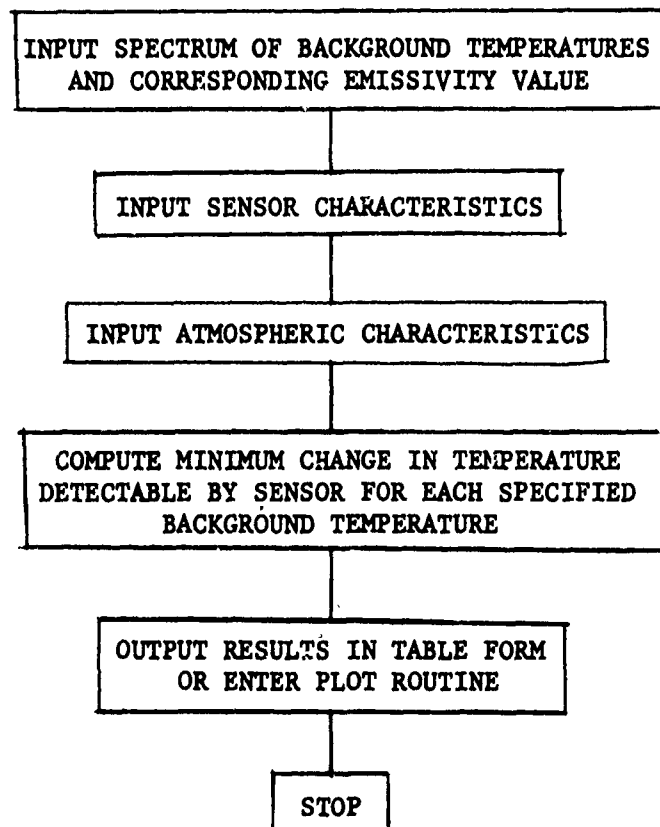 INPUT SPECTRUM OF BACKGROUND TEMPERATURES
AND CORRESPONDING EMISSIVITY VALUE
INPUT SENSOR CHARACTERISTICS
INPUT ATMOSPHERIC CHARACTERISTICS
COMPUTE MINIMUM CHANGE IN TEMPERATURE
DETECTABLE BY SENSOR FOR EACH SPECIFIED
BACKGROUND TEMPERATURE
OUTPUT RESULTS IN TABLE FORM
OR ENTER PLOT ROUTINE
STOP